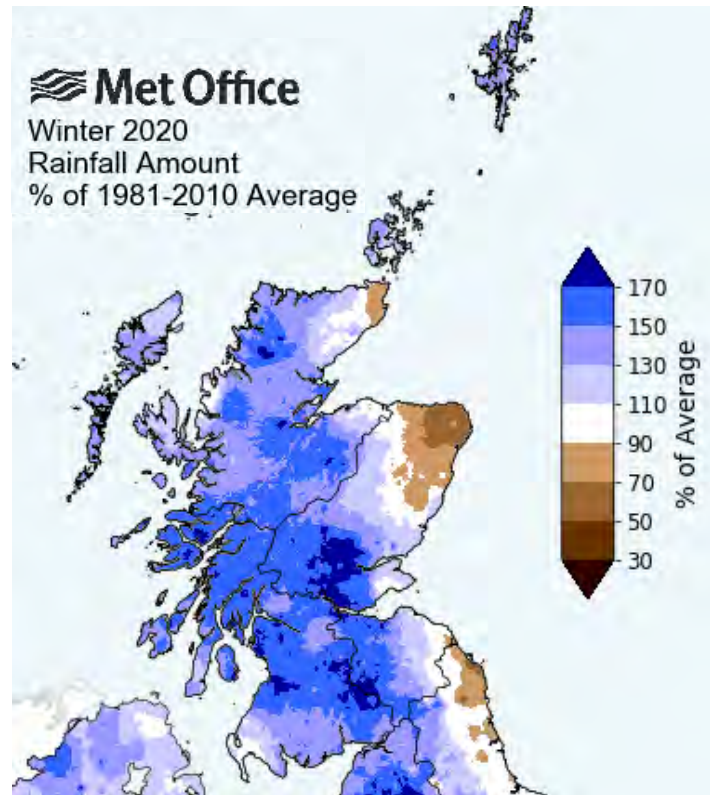 Met Office
Winter 2020
Rainfall Amount
% of 1981-2010 Average
170
150
130
110
90
70
50
30
% of Average